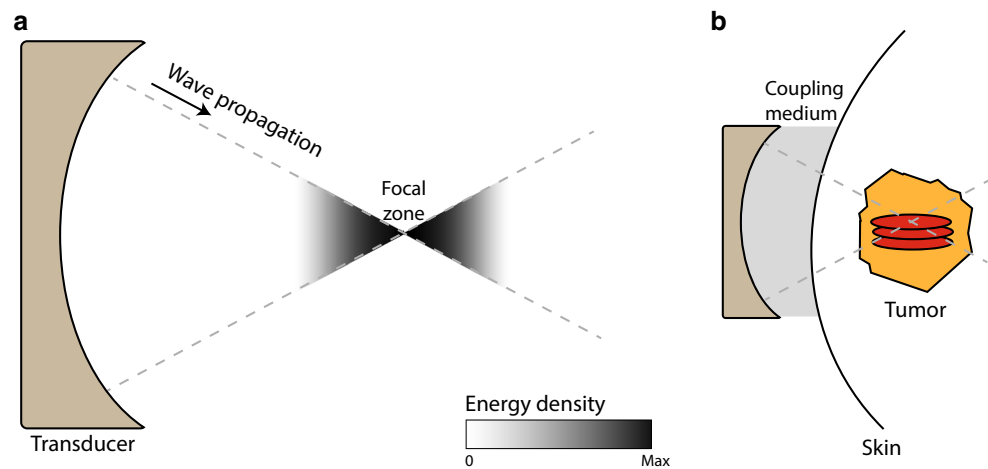 a
Wave propagation
Focal
zone
Energy density
0 Max
Transducer
b
Coupling
medium
Tumor
Skin